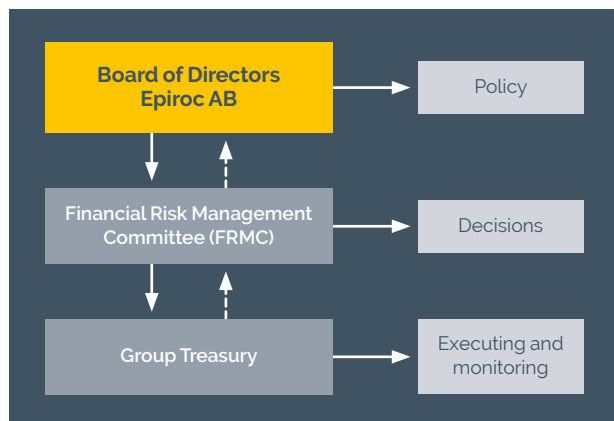 Board of Directors
Epiroc AB
Policy
Financial Risk Management
Committee (FRMC)
Decisions
Group Treasury
Executing and
monitoring